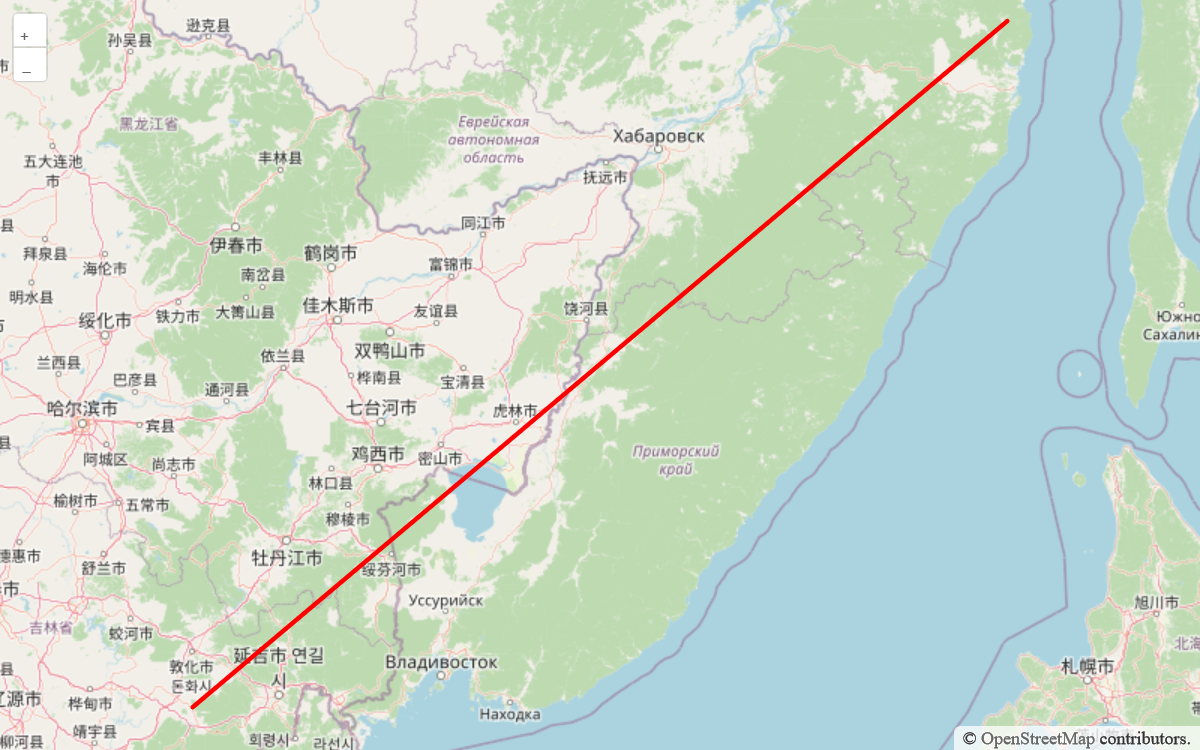 +
−
逊克县
孙吴县
市
黑龙江省
Еврейская
автономная
область
Хабаровск
五大连池
市
丰林县
抚远市
县
同江市
伊春市
拜泉县
鹤岗市
海伦市
南岔县
富锦市
明水县
佳木斯市
铁力市
大箐山县
友谊县
饶河县
绥化市
Южно
Сахалин
双鸭山市
兰西县
依兰县
巴彦县
通河县
桦南县
宝清县
哈尔滨市
七台河市
虎林市
宾县
县
阿城区
尚志市
鸡西市
密山市
Приморский
край
林口县
榆树市
五常市
穆棱市
德惠市
舒兰市
牡丹江市
绥芬河市
市
Уссурийск
旭川市
吉林省
蛟河市
北海
延吉市 연길
시
敦化市
돈화시
Владивосток
札幌市
县
辽源市
桦甸市
Находка
靖宇县
柳河县
회령시
라선시
© OpenStreetMap contributors.